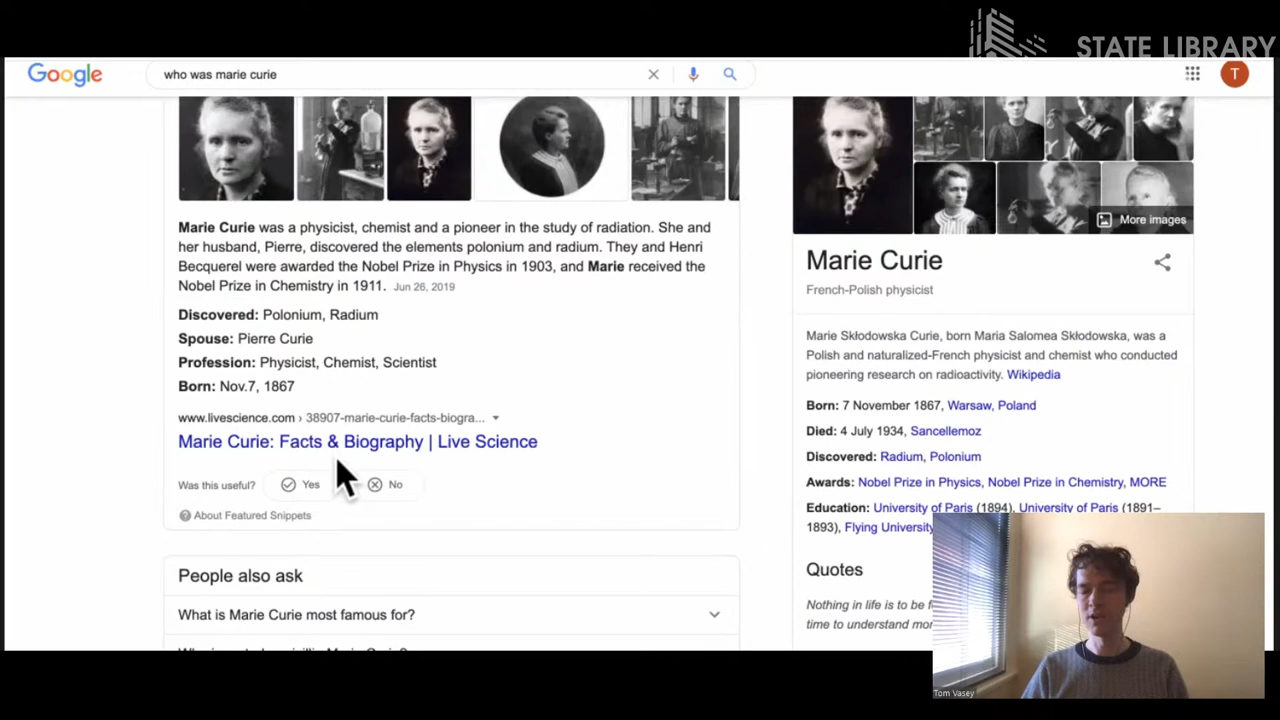 STATE LIBRARY
Google
who was marie curie
T
Marie Curie was a physicist, chemist and a pioneer in the study of radiation. She and
her husband, Pierre, discovered the elements polonium and radium. They and Henri
Becquerel were awarded the Nobel Prize in Physics in 1903, and Marie received the
Nobel Prize in Chemistry in 1911. Jun 26, 2019
Discovered: Polonium, Radium
Spouse: Pierre Curie
Profession: Physicist, Chemist, Scientist
Born: Nov.7, 1867
www.livescience.com › 38907-marie-curie-facts-biogra...
Marie Curie: Facts & Biography | Live Science
Was this useful? Yes No
About Featured Snippets
People also ask
What is Marie Curie most famous for?
More images
Marie Curie
French-Polish physicist
Marie Skłodowska Curie, born Maria Salomea Skłodowska, was a
Polish and naturalized-French physicist and chemist who conducted
pioneering research on radioactivity. Wikipedia
Born: 7 November 1867, Warsaw, Poland
Died: 4 July 1934, Sancellemoz
Discovered: Radium, Polonium
Awards: Nobel Prize in Physics, Nobel Prize in Chemistry, MORE
Education: University of Paris (1894), University of Paris (1891–
1893), Flying University
Quotes
Nothing in life is to be
time to understand
Tom Vasey